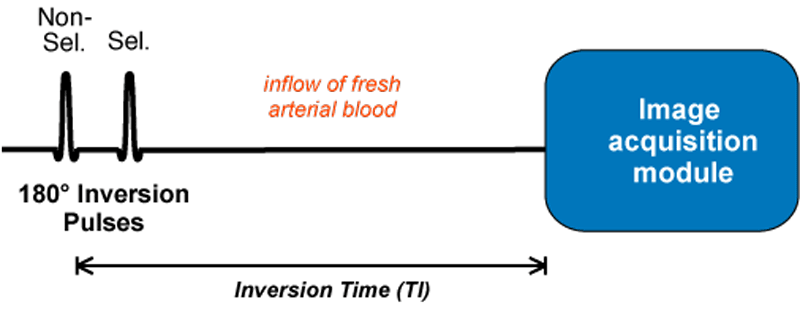 Non-
Sel.
Sel.
inflow of fresh
arterial blood
Image
acquisition
module
180° Inversion
Pulses
Inversion Time (TI)